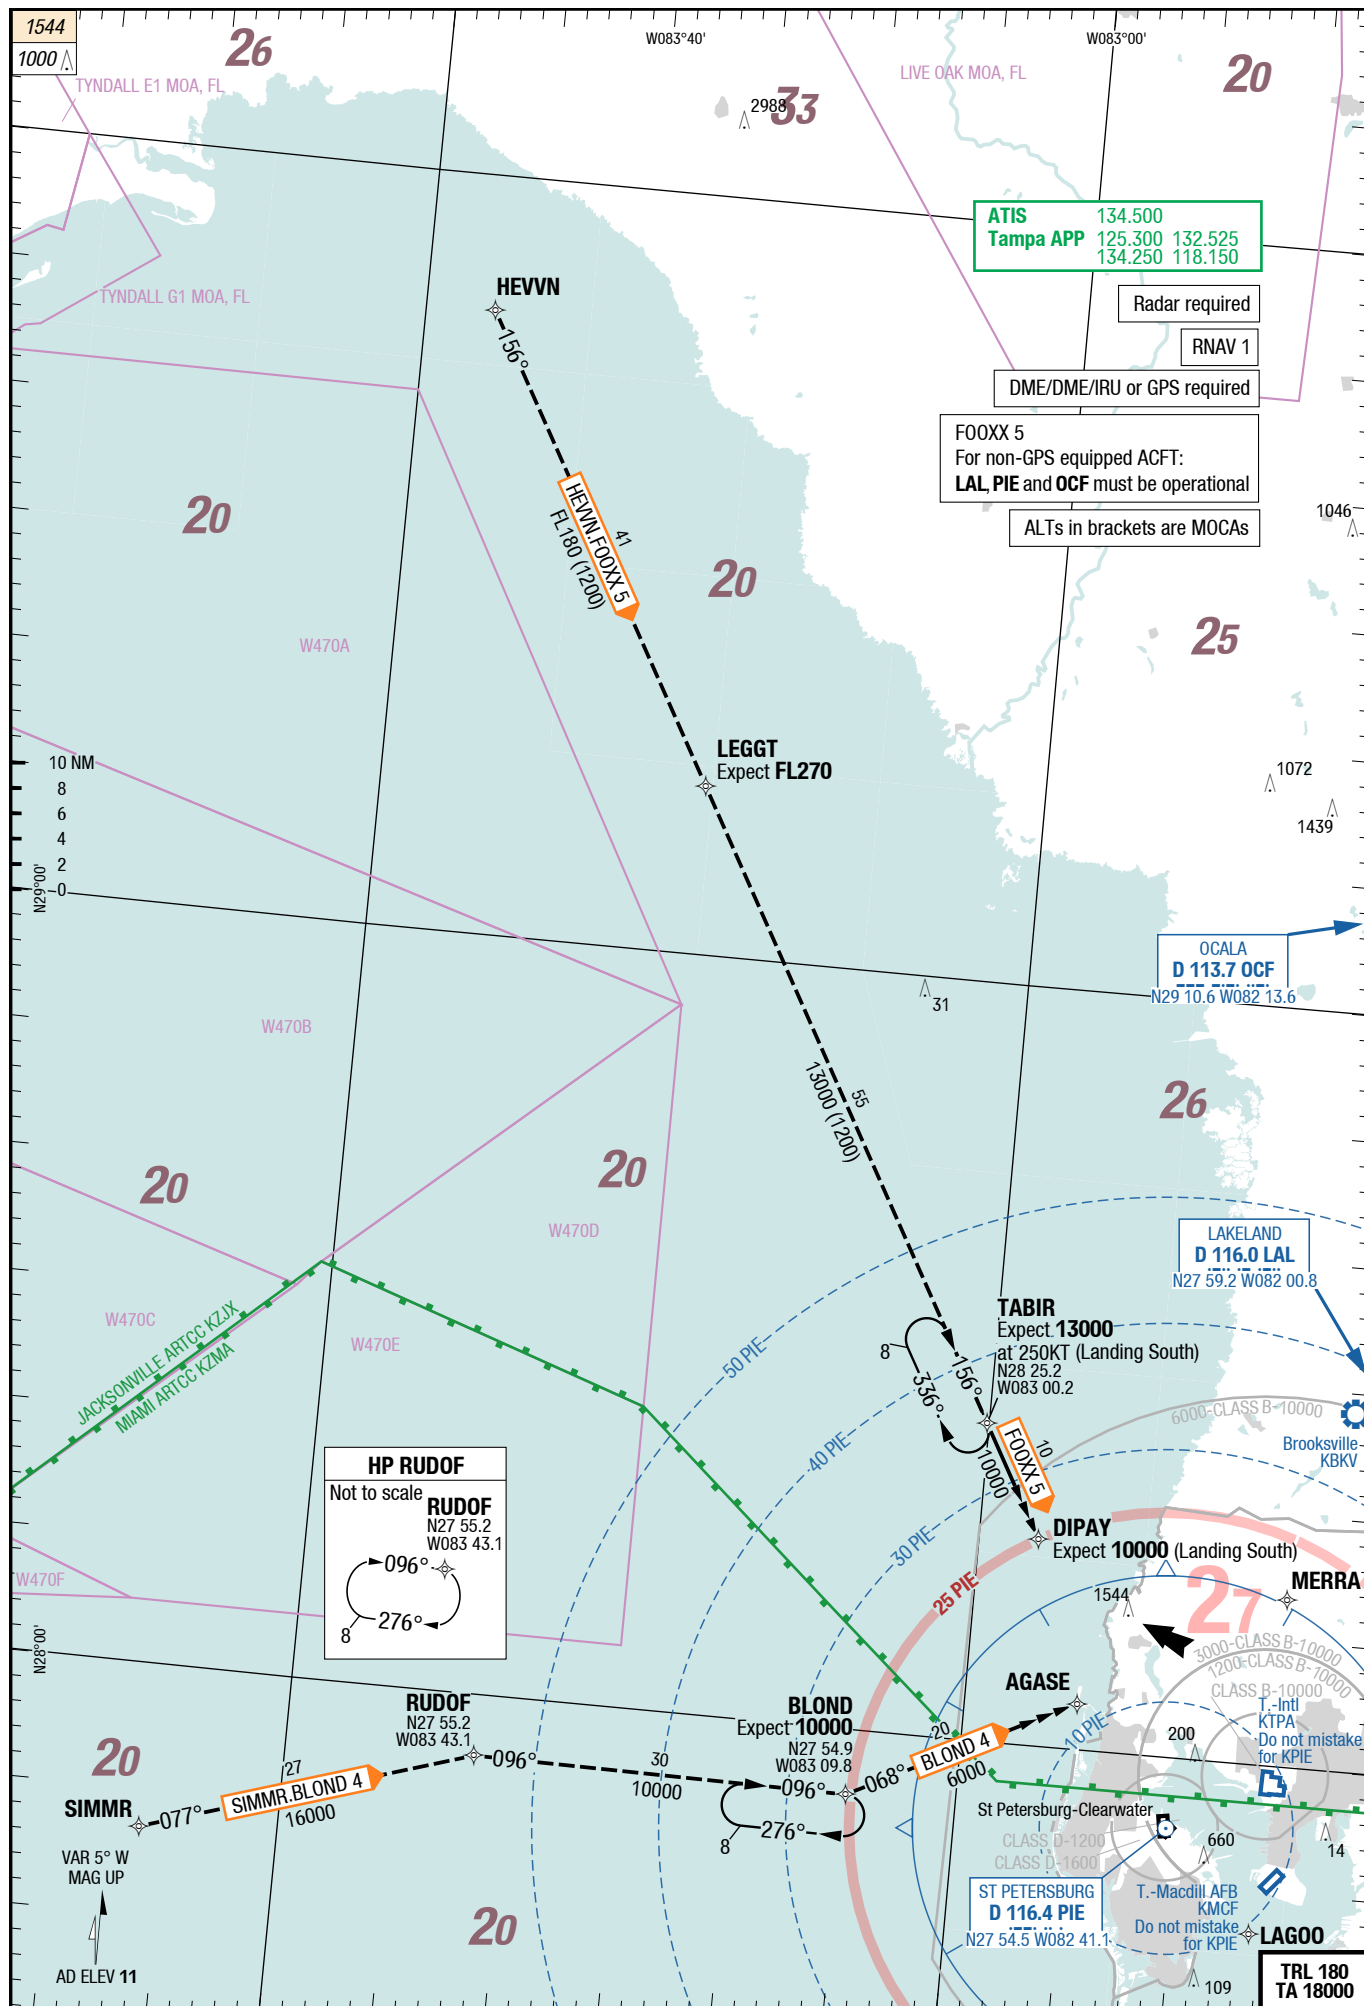 1544
1000
26
TYNDALL E1 MOA, FL
W083°40'
W083°00'
LIVE OAK MOA, FL
20
2988
33
ATIS 134.500
Tampa APP 125.300 132.525
134.250 118.150
TYNDALL G1 MOA, FL
HEVVN
Radar required
RNAV 1
DME/DME/IRU or GPS required
FOOXX 5
For non-GPS equipped ACFT:
LAL, PIE and OCF must be operational
ALTs in brackets are MOCAs
156°
HEVVN.FOOXX 5
41
FL180 (1200)
20
20
1046
25
W470A
LEGGT
Expect FL270
10 NM
8
6
4
2
0
N29°00'
1072
1439
OCALA
D 113.7 OCF
N29 10.6 W082 13.6
31
W470B
55
13000 (1200)
26
20
20
W470D
LAKELAND
D 116.0 LAL
N27 59.2 W082 00.8
W470C
W470E
JACKSONVILLE ARTCC KZJX
MIAMI ARTCC KZMA
TABIR
Expect 13000
at 250KT (Landing South)
N28 25.2
W083 00.2
50 PIE
8
156°
336°
6000-CLASS B-10000
Brooksville
KBKV
40 PIE
FOOXX 5
10
10000
HP RUDOF
Not to scale
RUDOF
N27 55.2
W083 43.1
096°
276°
8
30 PIE
DIPAY
Expect 10000 (Landing South)
W470F
25 PIE
1544
27
MERRA
N28°00'
3000-CLASS B-10000
1200-CLASS B-10000
CLASS B-10000
RUDOF
N27 55.2
W083 43.1
BLOND
Expect 10000
N27 54.9
W083 09.8
AGASE
T.-Intl
KTPA
Do not mistake
for KPIE
10 PIE
200
20
SIMMR
077°
27
SIMMR.BLOND 4
16000
096°
30
10000
096°
276°
8
068°
20
BLOND 4
6000
St Petersburg-Clearwater
CLASS D-1200
CLASS D-1600
660
14
VAR 5° W
MAG UP
AD ELEV 11
20
ST PETERSBURG
D 116.4 PIE
N27 54.5 W082 41.1
T.-Macdill AFB
KMCF
Do not mistake
for KPIE
LAGOO
109
TRL 180
TA 18000